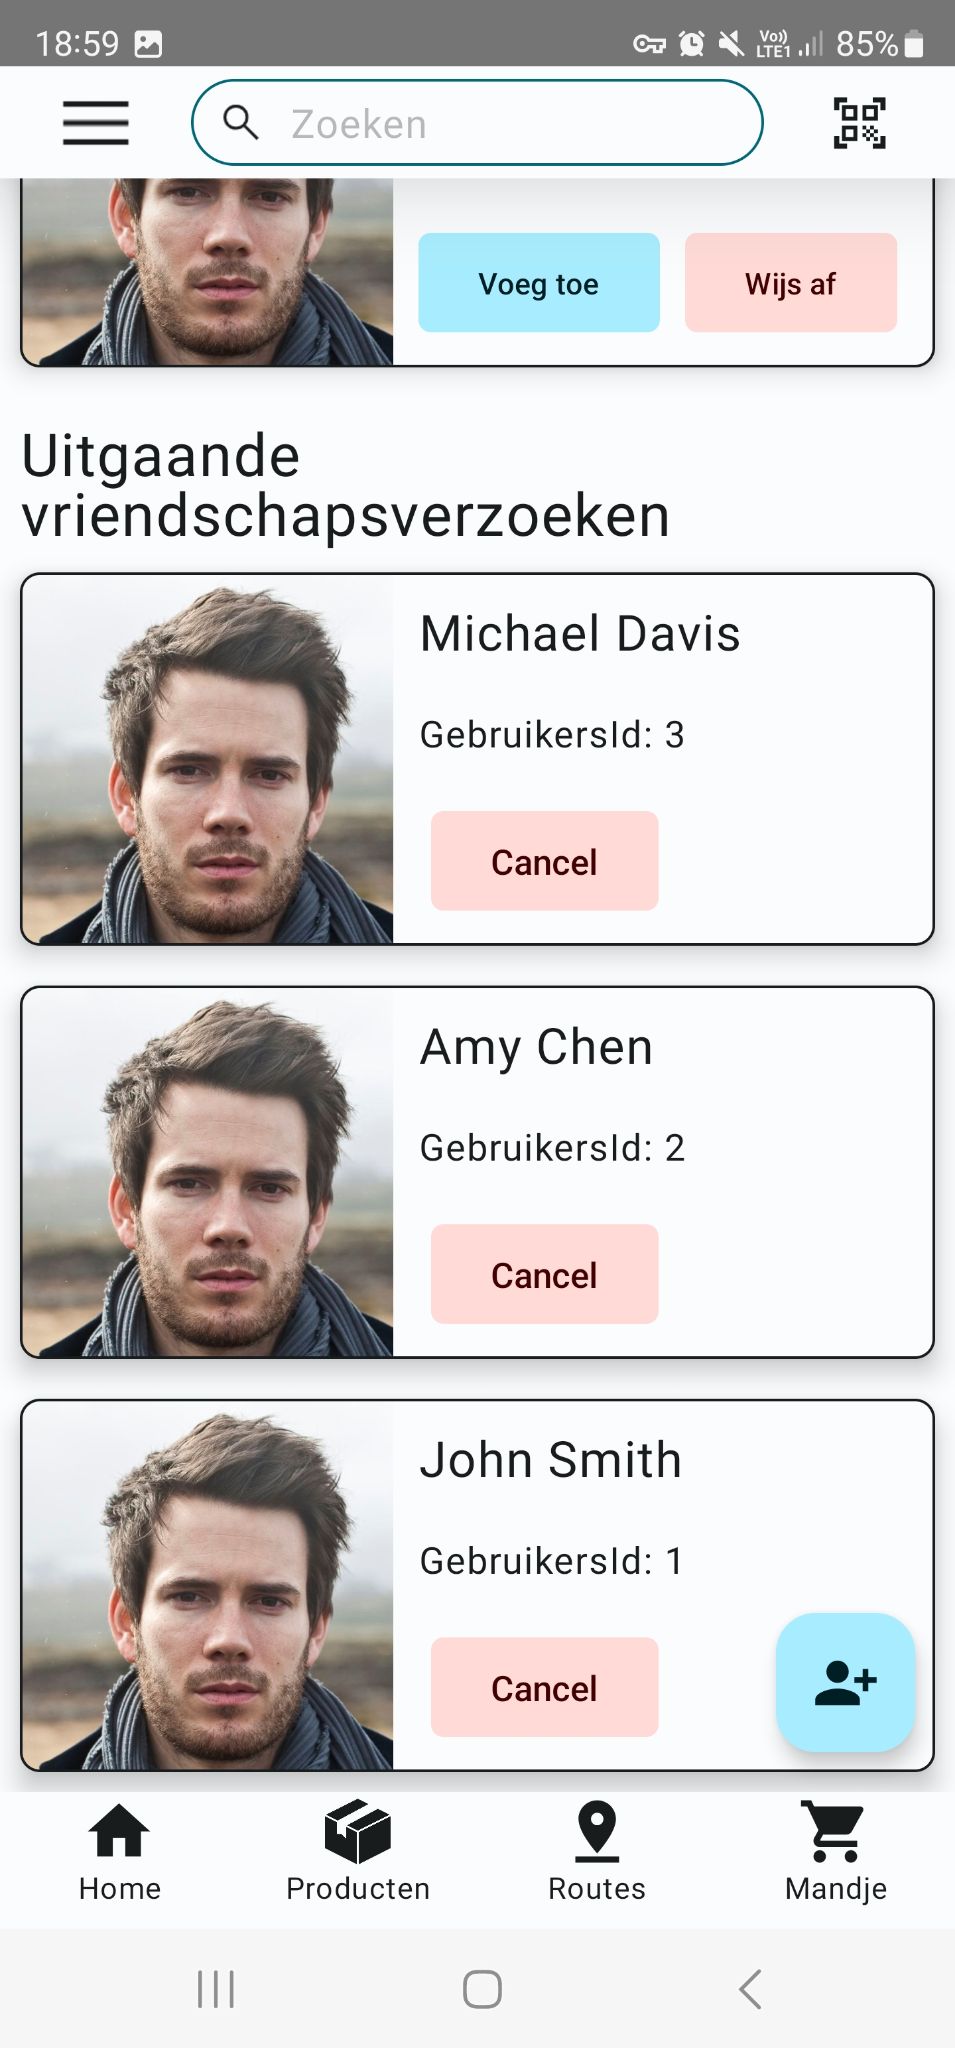 18:59
Vo))
LTE1
85%
Zoeken
Voeg toe
Wijs af
Uitgaande
vriendschapsverzoeken
Michael Davis
GebruikersId: 3
Cancel
Amy Chen
GebruikersId: 2
Cancel
John Smith
GebruikersId: 1
Cancel
Home
Producten
Routes
Mandje